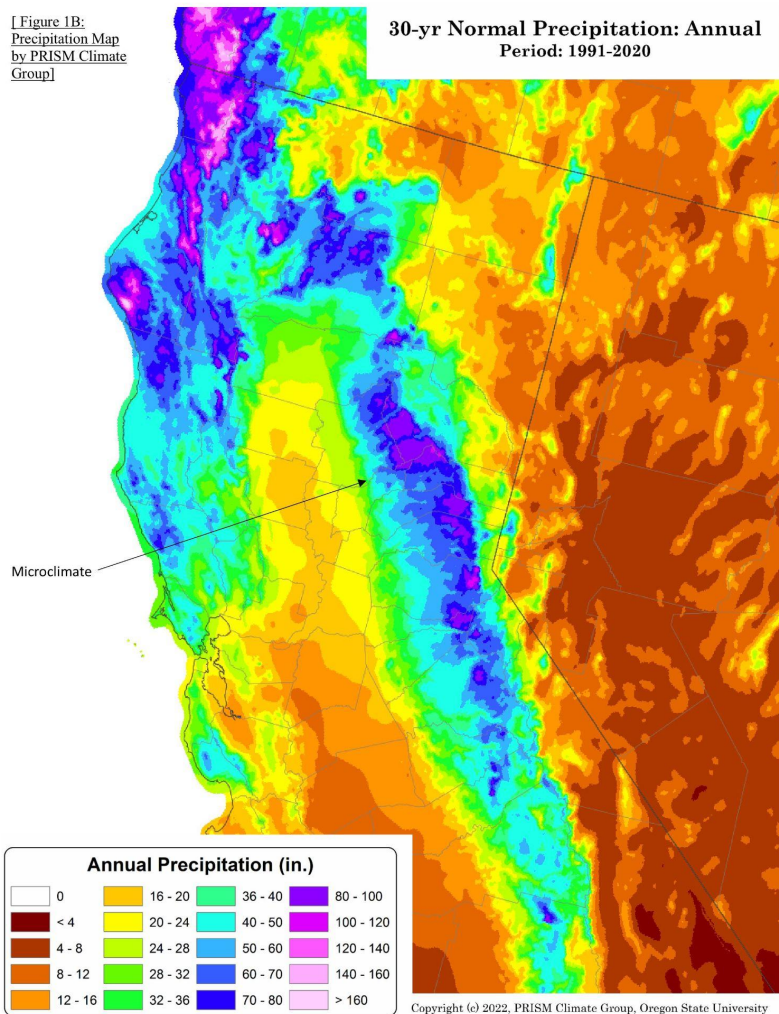 [ Figure 1B:
Precipitation Map
by PRISM Climate
Group]
30-yr Normal Precipitation: Annual
Period: 1991-2020
Microclimate
Annual Precipitation (in.)
0
< 4
4 - 8
8 - 12
12 - 16
16 - 20
20 - 24
24 - 28
28 - 32
32 - 36
36 - 40
40 - 50
50 - 60
60 - 70
70 - 80
80 - 100
100 - 120
120 - 140
140 - 160
> 160
Copyright (c) 2022, PRISM Climate Group, Oregon State University